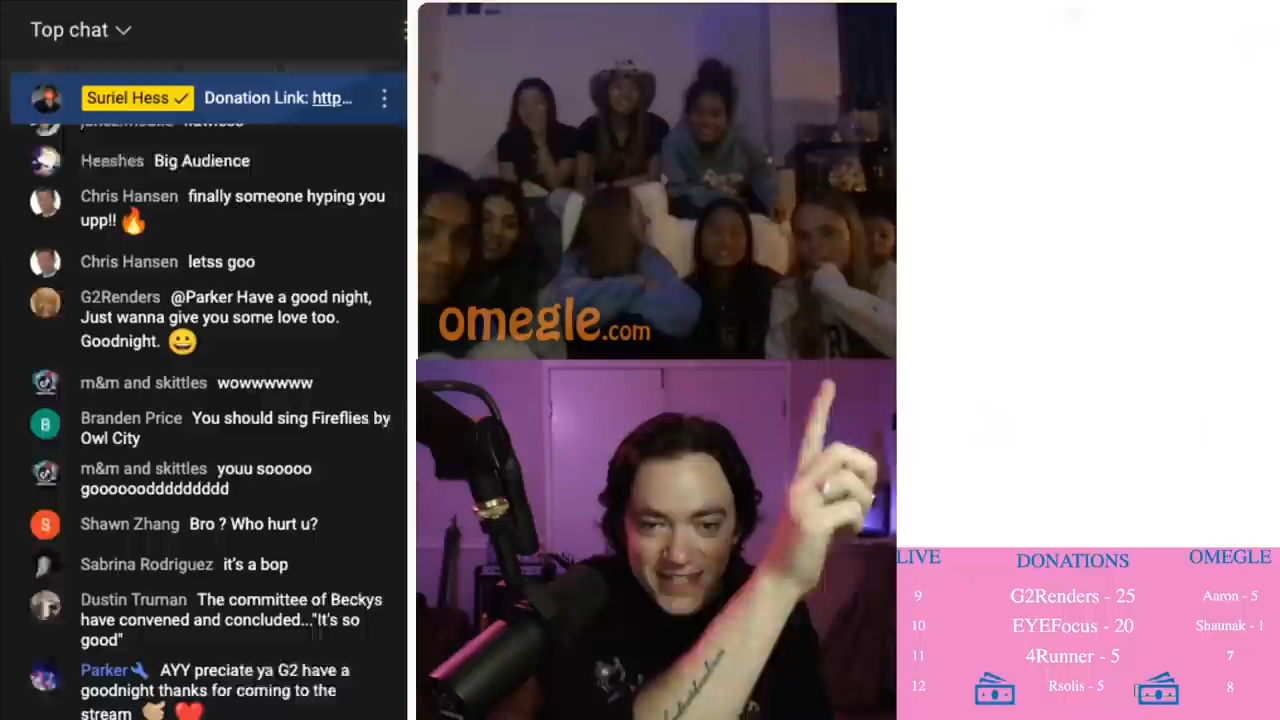 Top chat
Suriel Hess Donation Link: http...
Heeshes Big Audience
Chris Hansen finally someone hyping you
upp!!
Chris Hansen letss goo
G2Renders @Parker Have a good night,
Just wanna give you some love too.
Goodnight.
m&m and skittles wowwwwww
B
Branden Price You should sing Fireflies by
Owl City
m&m and skittles youu sooooo
goooooodddddddddd
S
Shawn Zhang Bro ? Who hurt u?
Sabrina Rodriguez it's a bop
Dustin Truman The committee of Beckys
have convened and concluded..."It's so
good"
Parker AYY preciate ya G2 have a
goodnight thanks for coming to the
stream
omegle.com
LIVE DONATIONS OMEGLE
9 G2Renders - 25 Aaron - 5
10 EYEFocus - 20 Shaunak - 1
11 4Runner - 5 7
12 Rsolis - 5 8